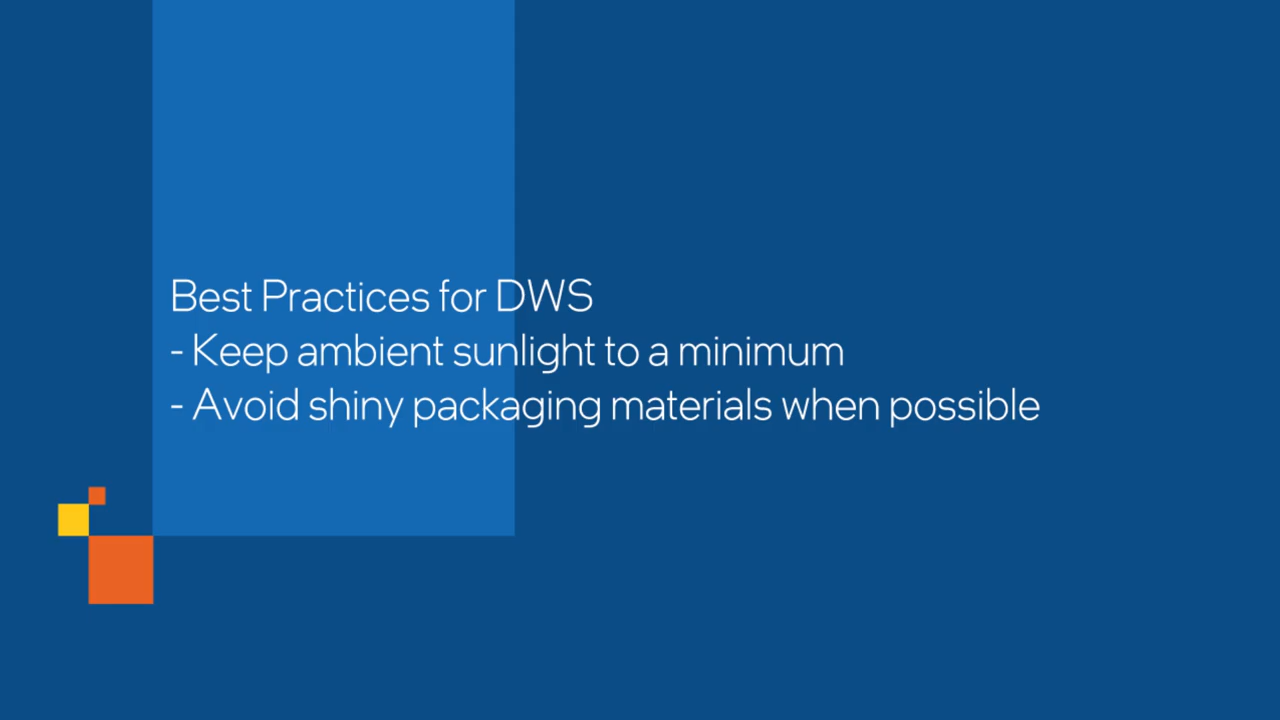 Best Practices for DWS
- Keep ambient sunlight to a minimum
- Avoid shiny packaging materials when possible